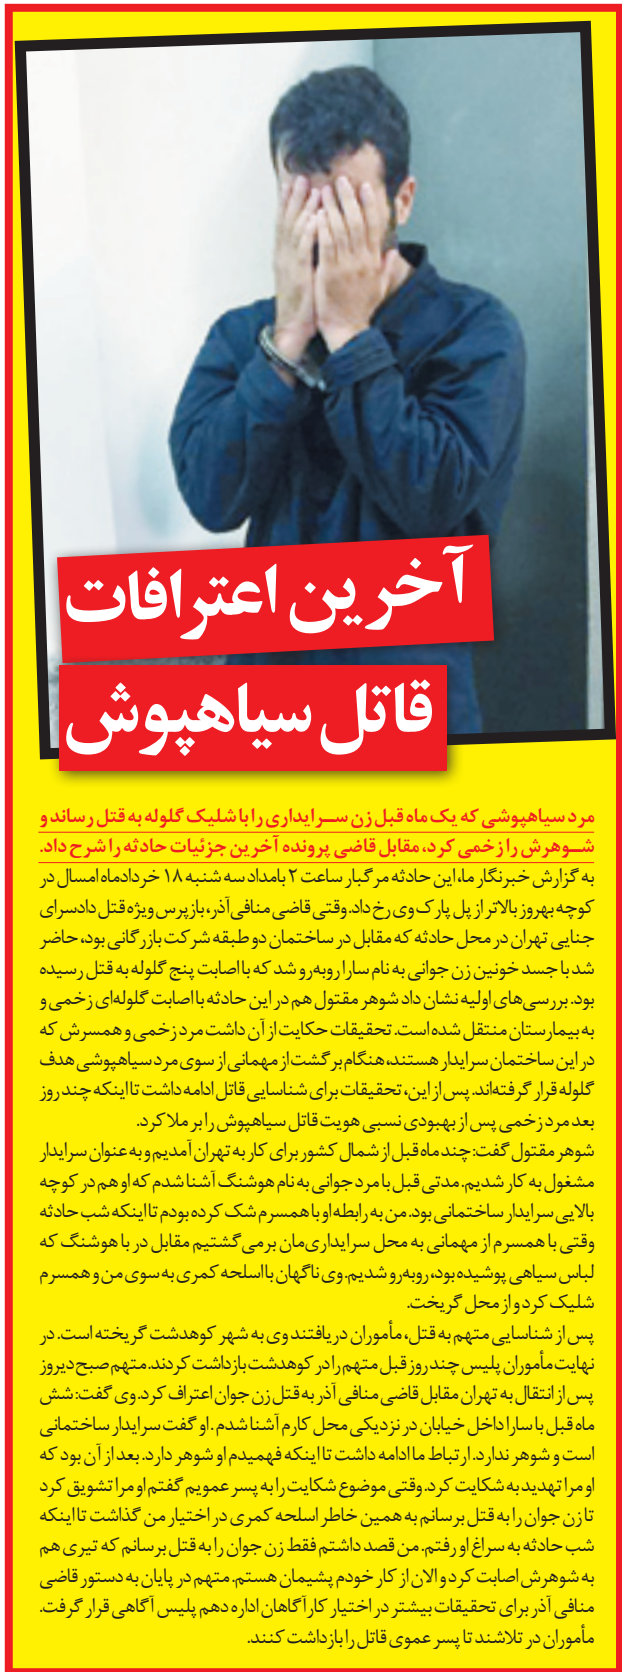 آخرین اعترافات
قاتل سیاهپوش
مرد سیاهپوشی که یک ماه قبل زن ســرایداری را با شلیک گلوله به قتل رساند و
شــوهرش را زخمی کرد، مقابل قاضی پرونده آخرین جزئیات حادثه را شرح داد.
به گزارش خبرنگار ما، این حادثه مرگبار ساعت ۲ بامداد سه شنبه ۱۸ خردادماه امسال در
کوچه بهروز بالاتر از پل پارک وی رخ داد. وقتی قاضی منافی‌آذر، بازپرس ویژه قتل دادسرای
جنایی تهران در محل حادثه که مقابل در ساختمان دو طبقه شرکت بازرگانی بود، حاضر
شد با جسد خونین زن جوانی به نام سارا روبه‌رو شد که با اصابت پنج گلوله به قتل رسیده
بود. بررسی‌های اولیه نشان داد شوهر مقتول هم در این حادثه با اصابت گلوله‌ای زخمی و
به بیمارستان منتقل شده است. تحقیقات حکایت از آن داشت مرد زخمی و همسرش که
در این ساختمان سرایدار هستند، هنگام برگشت از مهمانی از سوی مرد سیاهپوشی هدف
گلوله قرار گرفته‌اند. پس از این، تحقیقات برای شناسایی قاتل ادامه داشت تا اینکه چند روز
بعد مرد زخمی پس از بهبودی نسبی هویت قاتل سیاهپوش را بر ملا کرد.
شوهر مقتول گفت: چند ماه قبل از شمال کشور برای کار به تهران آمدیم و به عنوان سرایدار
مشغول به کار شدیم. مدتی قبل با مرد جوانی به نام هوشنگ آشنا شدم که او هم در کوچه
بالایی سرایدار ساختمانی بود. من به رابطه او با همسرم شک کرده بودم تا اینکه شب حادثه
وقتی با همسرم از مهمانی به محل سرایداری‌مان برمی‌گشتیم مقابل در با هوشنگ که
لباس سیاهی پوشیده بود، روبه‌رو شدیم. وی ناگهان با اسلحه کمری به سوی من و همسرم
شلیک کرد و از محل گریخت.
پس از شناسایی متهم به قتل، مأموران دریافتند وی به شهر کوهدشت گریخته است. در
نهایت مأموران پلیس چند روز قبل متهم را در کوهدشت بازداشت کردند. متهم صبح دیروز
پس از انتقال به تهران مقابل قاضی منافی آذر به قتل زن جوان اعتراف کرد. وی گفت: شش
ماه قبل با سارا داخل خیابان در نزدیکی محل کارم آشنا شدم. او گفت سرایدار ساختمانی
است و شوهر ندارد. ارتباط ما ادامه داشت تا اینکه فهمیدم او شوهر دارد. بعد از آن بود که
او مرا تهدید به شکایت کرد. وقتی موضوع شکایت را به پسر عمویم گفتم او مرا تشویق کرد
تا زن جوان را به قتل برسانم به همین خاطر اسلحه کمری در اختیار من گذاشت تا اینکه
شب حادثه به سراغ او رفتم. من قصد داشتم فقط زن جوان را به قتل برسانم که تیری هم
به شوهرش اصابت کرد و الان از کار خودم پشیمان هستم. متهم در پایان به دستور قاضی
منافی آذر برای تحقیقات بیشتر در اختیار کارآگاهان اداره دهم پلیس آگاهی قرار گرفت.
مأموران در تلاشند تا پسر عموی قاتل را بازداشت کنند.